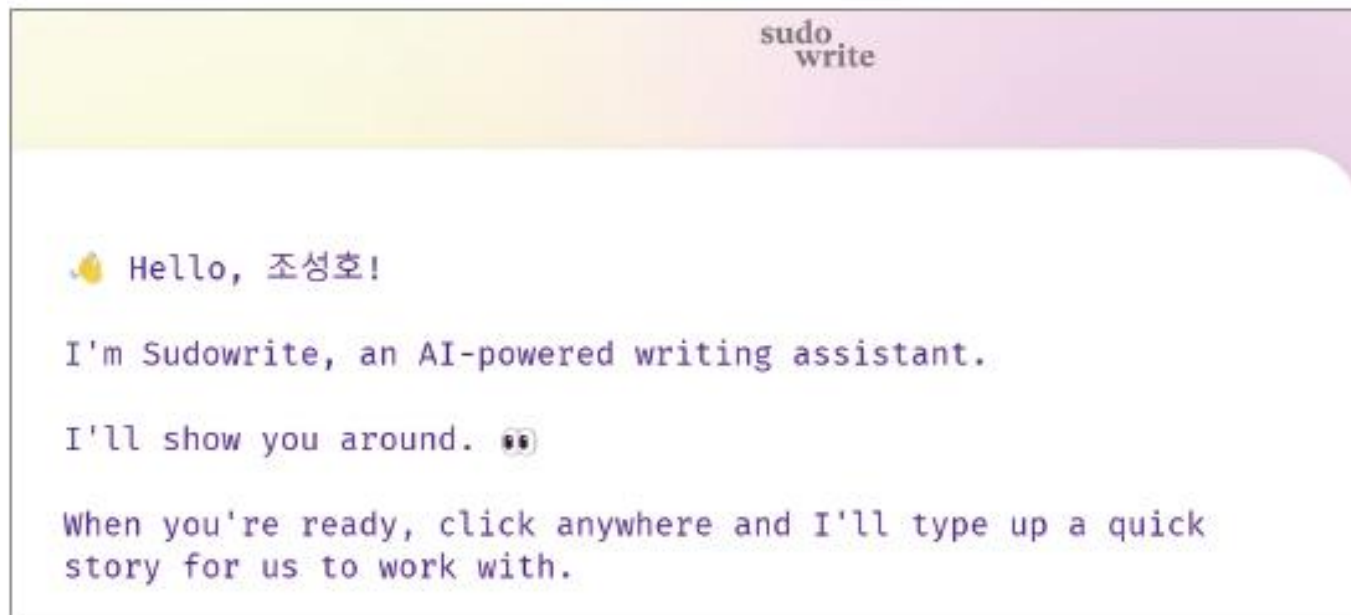 sudo
write
👋 Hello, 조성호!
I'm Sudowrite, an AI-powered writing assistant.
I'll show you around. 👀
When you're ready, click anywhere and I'll type up a quick
story for us to work with.